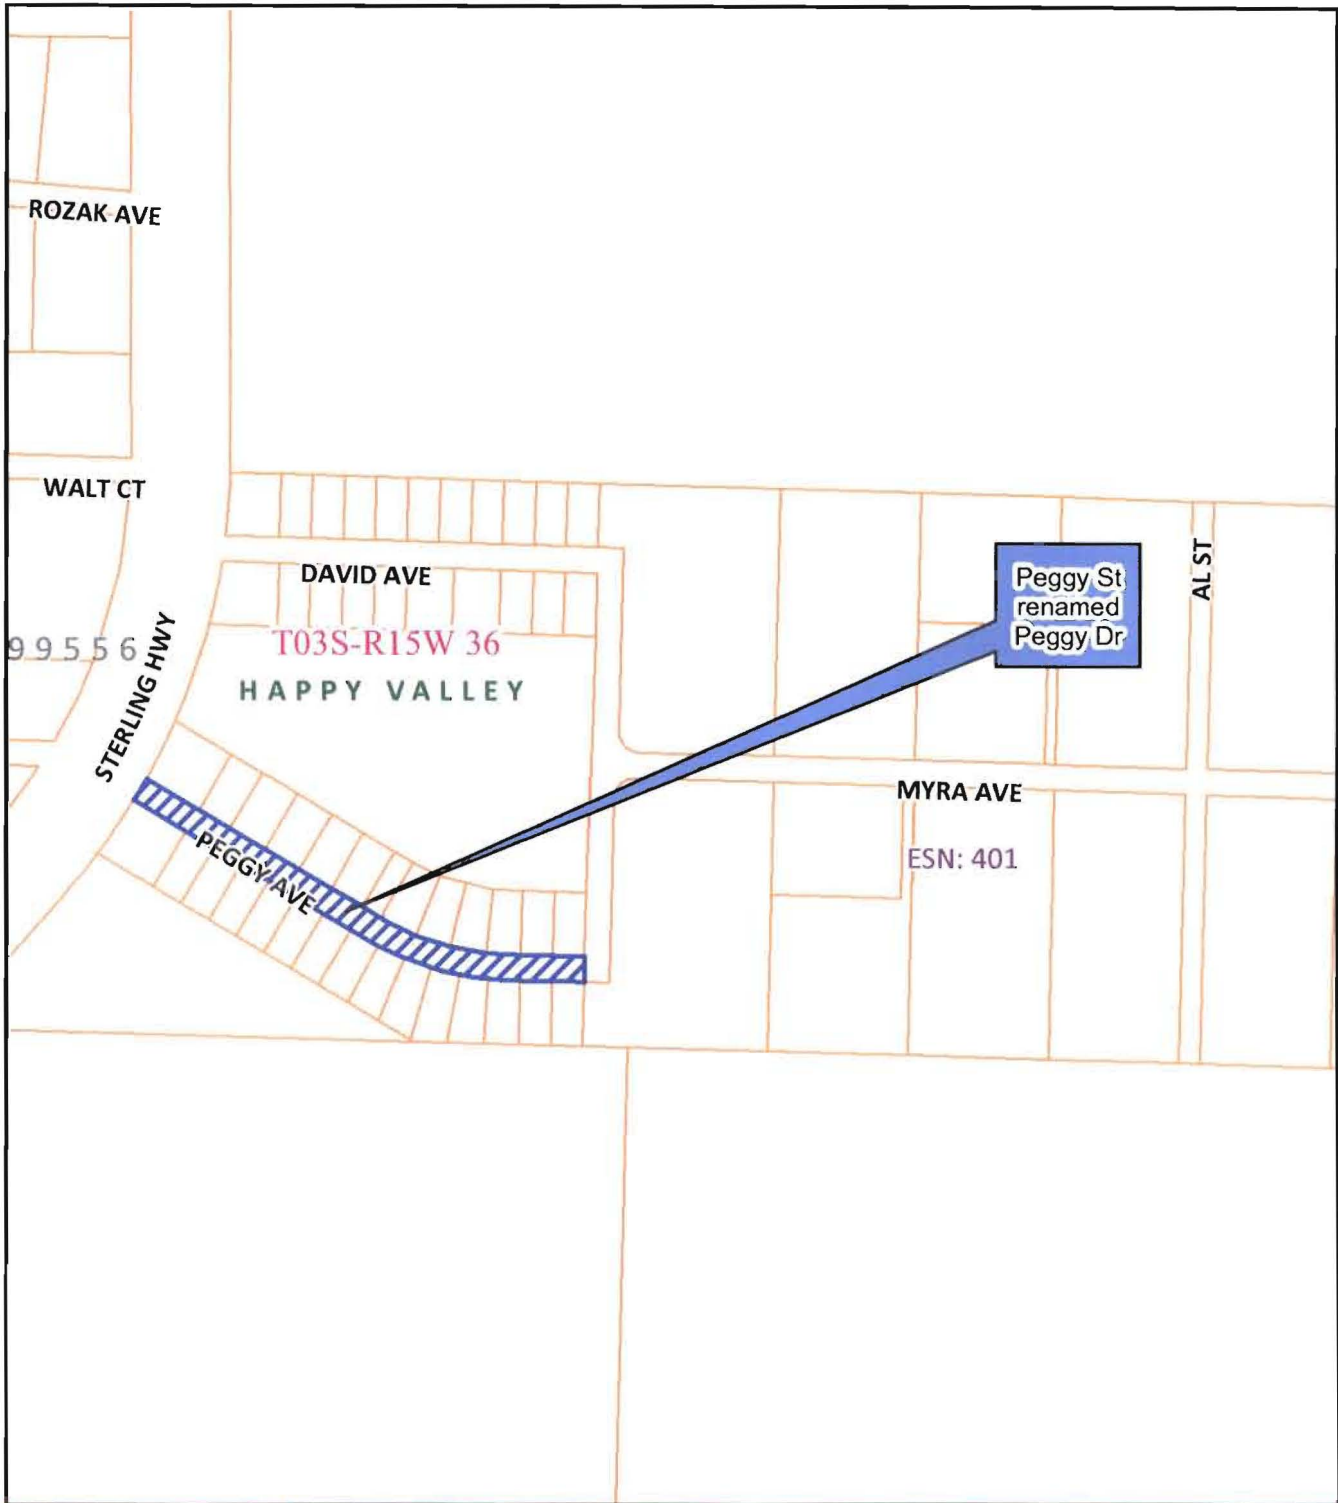 ROZAK AVE
WALT CT
DAVID AVE
AL ST
Peggy St
renamed
Peggy Dr
99556
STERLING HWY
T03S-R15W 36
HAPPY VALLEY
MYRA AVE
PEGGY AVE
ESN: 401